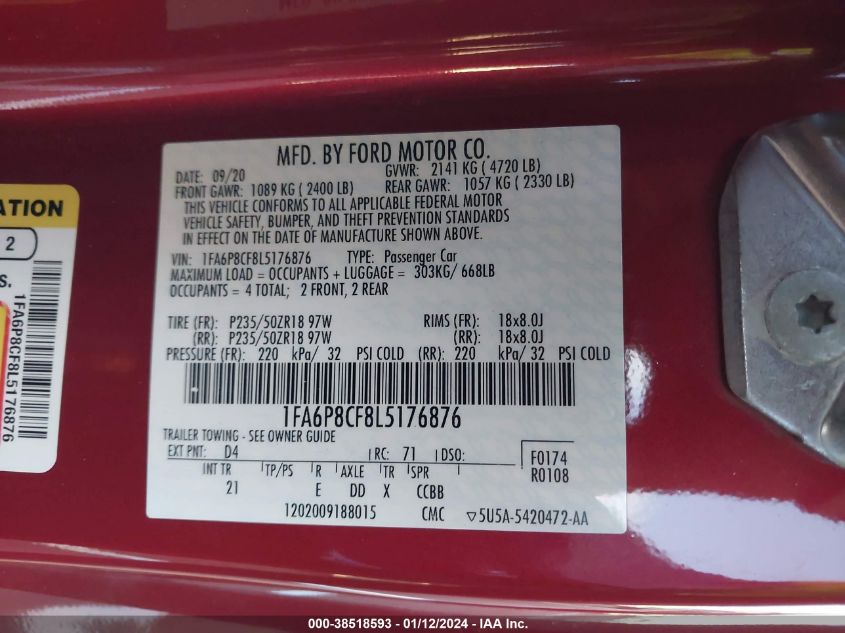 MFD. BY FORD MOTOR CO.
DATE: 09/20 GVWR: 2141 KG ( 4720 LB)
FRONT GAWR: 1089 KG ( 2400 LB) REAR GAWR: 1057 KG ( 2330 LB)
THIS VEHICLE CONFORMS TO ALL APPLICABLE FEDERAL MOTOR
VEHICLE SAFETY, BUMPER, AND THEFT PREVENTION STANDARDS
IN EFFECT ON THE DATE OF MANUFACTURE SHOWN ABOVE.
VIN: 1FA6P8CF8L5176876 TYPE: Passenger Car
MAXIMUM LOAD = OCCUPANTS + LUGGAGE = 303KG/ 668LB
OCCUPANTS = 4 TOTAL; 2 FRONT, 2 REAR
TIRE (FR): P235/50ZR18 97W RIMS (FR): 18x8.0J
(RR): P235/50ZR18 97W (RR): 18x8.0J
PRESSURE (FR): 220 kPa/ 32 PSI COLD (RR): 220 kPa/ 32 PSI COLD
1FA6P8CF8L5176876
TRAILER TOWING - SEE OWNER GUIDE
EXT PNT: D4 RC: 71 DSO: F0174
INT TR TP/PS R AXLE TR SPR R0108
21 E DD X CCBB
1202009188015 CMC ▽5U5A-5420472-AA
ATION
2
S.
1FA6P8CF8L5176876
000-38518593 - 01/12/2024 - IAA Inc.